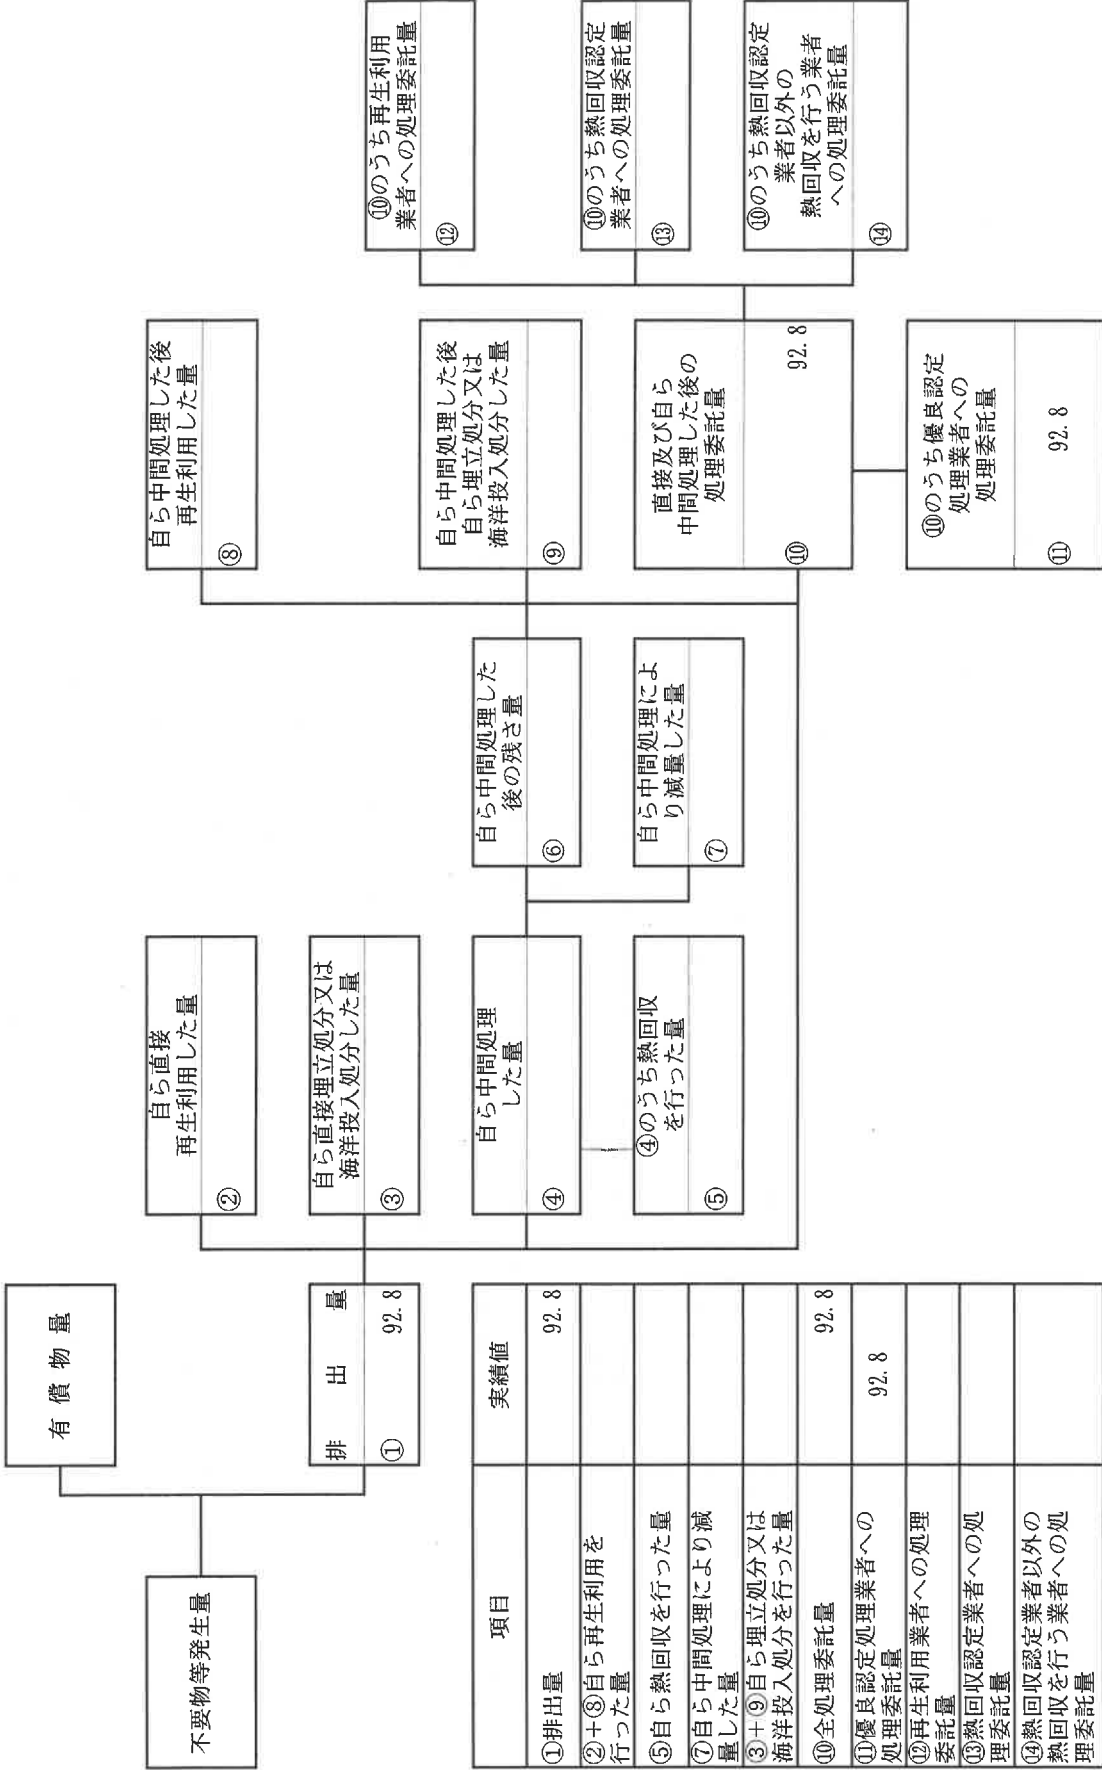 不要物等発生量
有償物量
排出量
① 92.8
自ら直接
再生利用した量
②
自ら直接埋立処分又は
海洋投入処分した量
③
自ら中間処理
した量
④
④のうち熱回収
を行った量
⑤
自ら中間処理した
後の残さ量
⑥
自ら中間処理によ
り減量した量
⑦
自ら中間処理した後
再生利用した量
⑧
自ら中間処理した後
自ら埋立処分又は
海洋投入処分した量
⑨
直接及び自ら
中間処理した後の
処理委託量
⑩ 92.8
⑩のうち優良認定
処理業者への
処理委託量
⑪ 92.8
⑩のうち再生利用
業者への処理委託量
⑫
⑩のうち熱回収認定
業者への処理委託量
⑬
⑩のうち熱回収認定
業者以外の
熱回収を行う業者
への処理委託量
⑭
項目 実績値
①排出量 92.8
②+⑧自ら再生利用を
行った量
⑤自ら熱回収を行った量
⑦自ら中間処理により減
量した量
③+⑨自ら埋立処分又は
海洋投入処分を行った量
⑩全処理委託量 92.8
⑪優良認定処理業者への
処理委託量 92.8
⑫再生利用業者への処理
委託量
⑬熱回収認定業者への処
理委託量
⑭熱回収認定業者以外の
熱回収を行う業者への処
理委託量